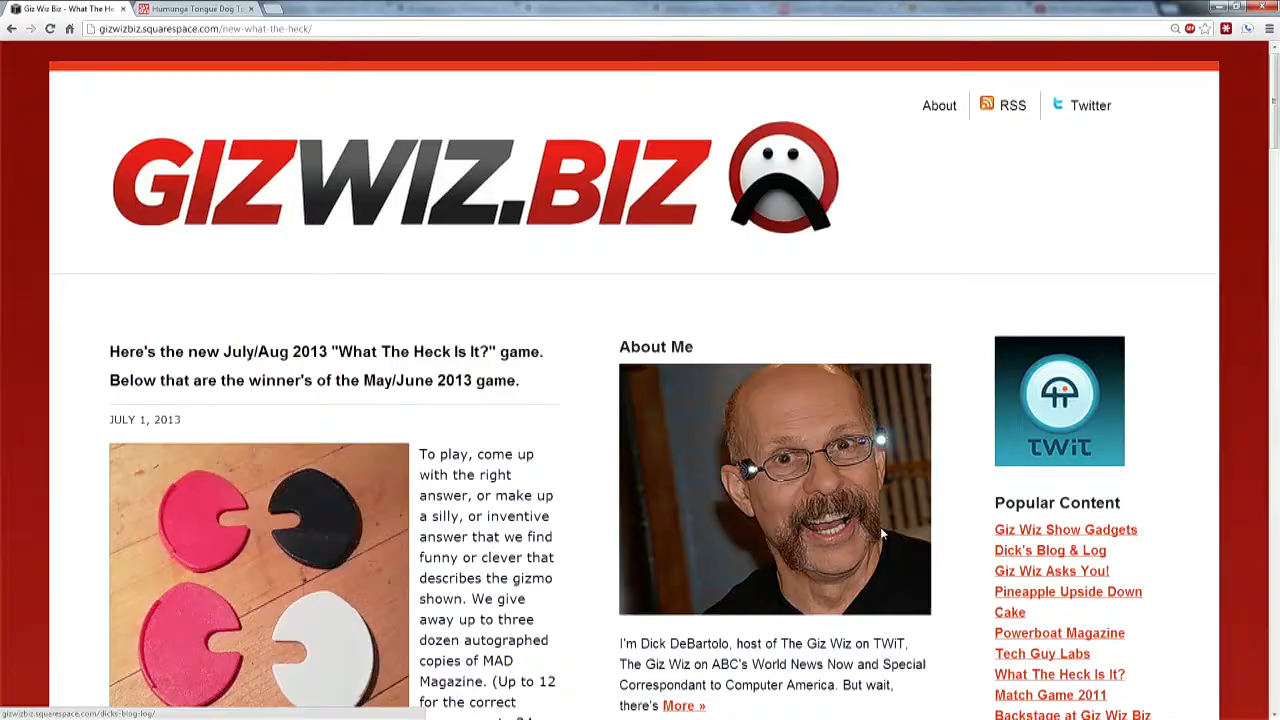 Giz Wiz Biz - What The He
Humunga Tongue Dog T
gizwizbiz.squarespace.com/new-what-the-heck/
About
RSS
Twitter
GIZWIZ.BIZ
Here's the new July/Aug 2013 "What The Heck Is It?" game.
Below that are the winner's of the May/June 2013 game.
JULY 1, 2013
To play, come up
with the right
answer, or make up
a silly, or inventive
answer that we find
funny or clever that
describes the gizmo
shown. We give
away up to three
dozen autographed
copies of MAD
Magazine. (Up to 12
for the correct
About Me
I'm Dick DeBartolo, host of The Giz Wiz on TWiT,
The Giz Wiz on ABC's World News Now and Special
Correspondant to Computer America. But wait,
there's More »
TWiT
Popular Content
Giz Wiz Show Gadgets
Dick's Blog & Log
Giz Wiz Asks You!
Pineapple Upside Down
Cake
Powerboat Magazine
Tech Guy Labs
What The Heck Is It?
Match Game 2011
Backstage at Giz Wiz Biz
gizwizbiz.squarespace.com/dicks-blog-log/